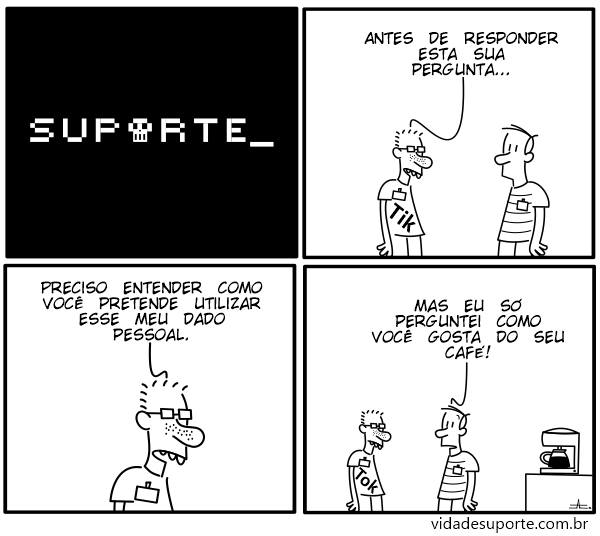 SUPORTE_
ANTES DE RESPONDER
ESTA SUA
PERGUNTA...
Tik
PRECISO ENTENDER COMO
VOCÊ PRETENDE UTILIZAR
ESSE MEU DADO
PESSOAL.
MAS EU SÓ
PERGUNTEI COMO
VOCÊ GOSTA DO SEU
CAFÉ!
Tok
vidadesuporte.com.br